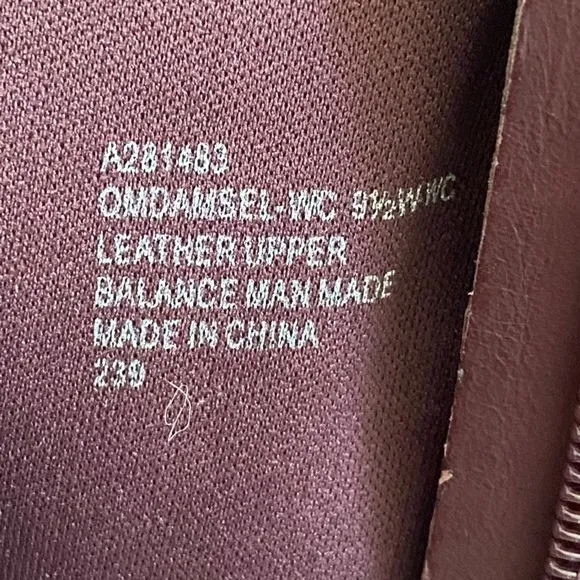 A281483
OMDAMSEL-WC 9½W WC
LEATHER UPPER
BALANCE MAN MADE
MADE IN CHINA
239